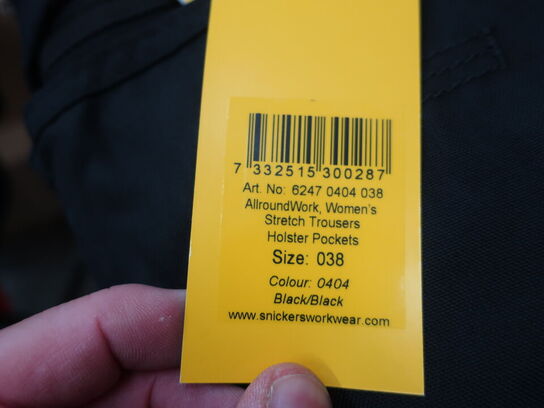 7 332515 300287
Art. No: 6247 0404 038
AllroundWork, Women's
Stretch Trousers
Holster Pockets
Size: 038
Colour: 0404
Black/Black
www.snickersworkwear.com